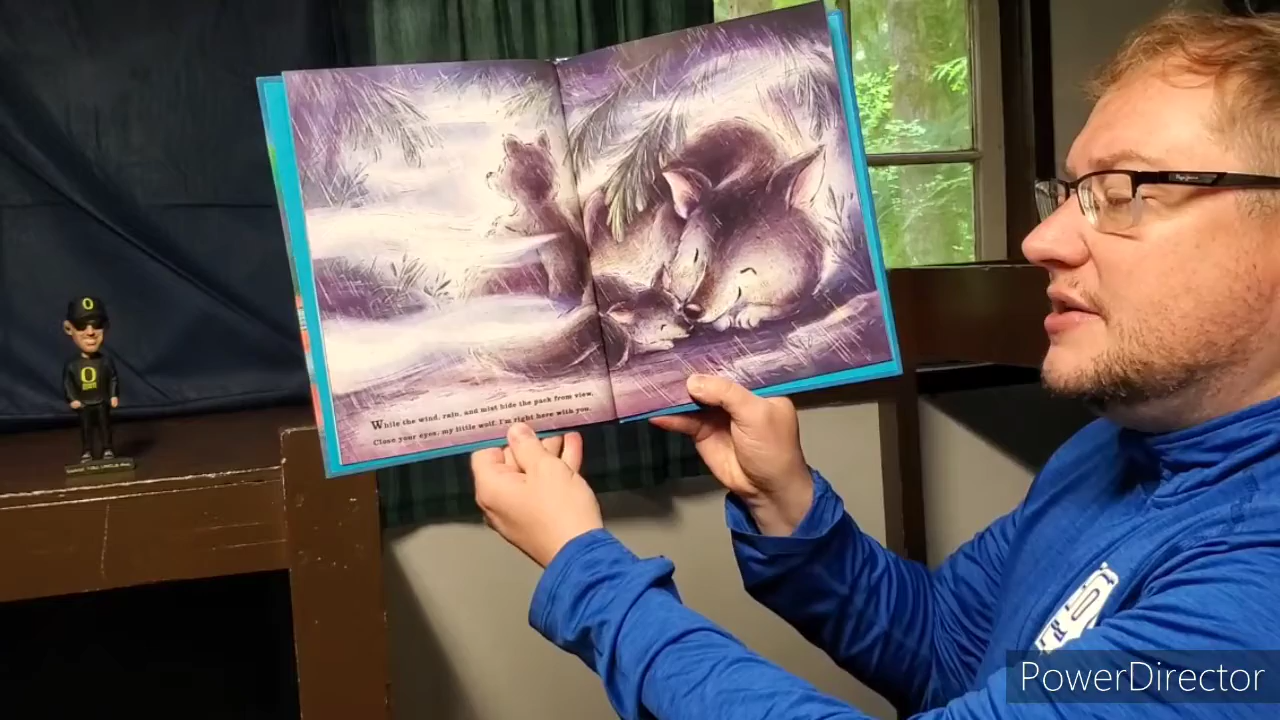 While the wind, rain, and mist hide the pack from view,
Close your eyes, my little wolf. I'm right here with you.
O
O
PowerDirector